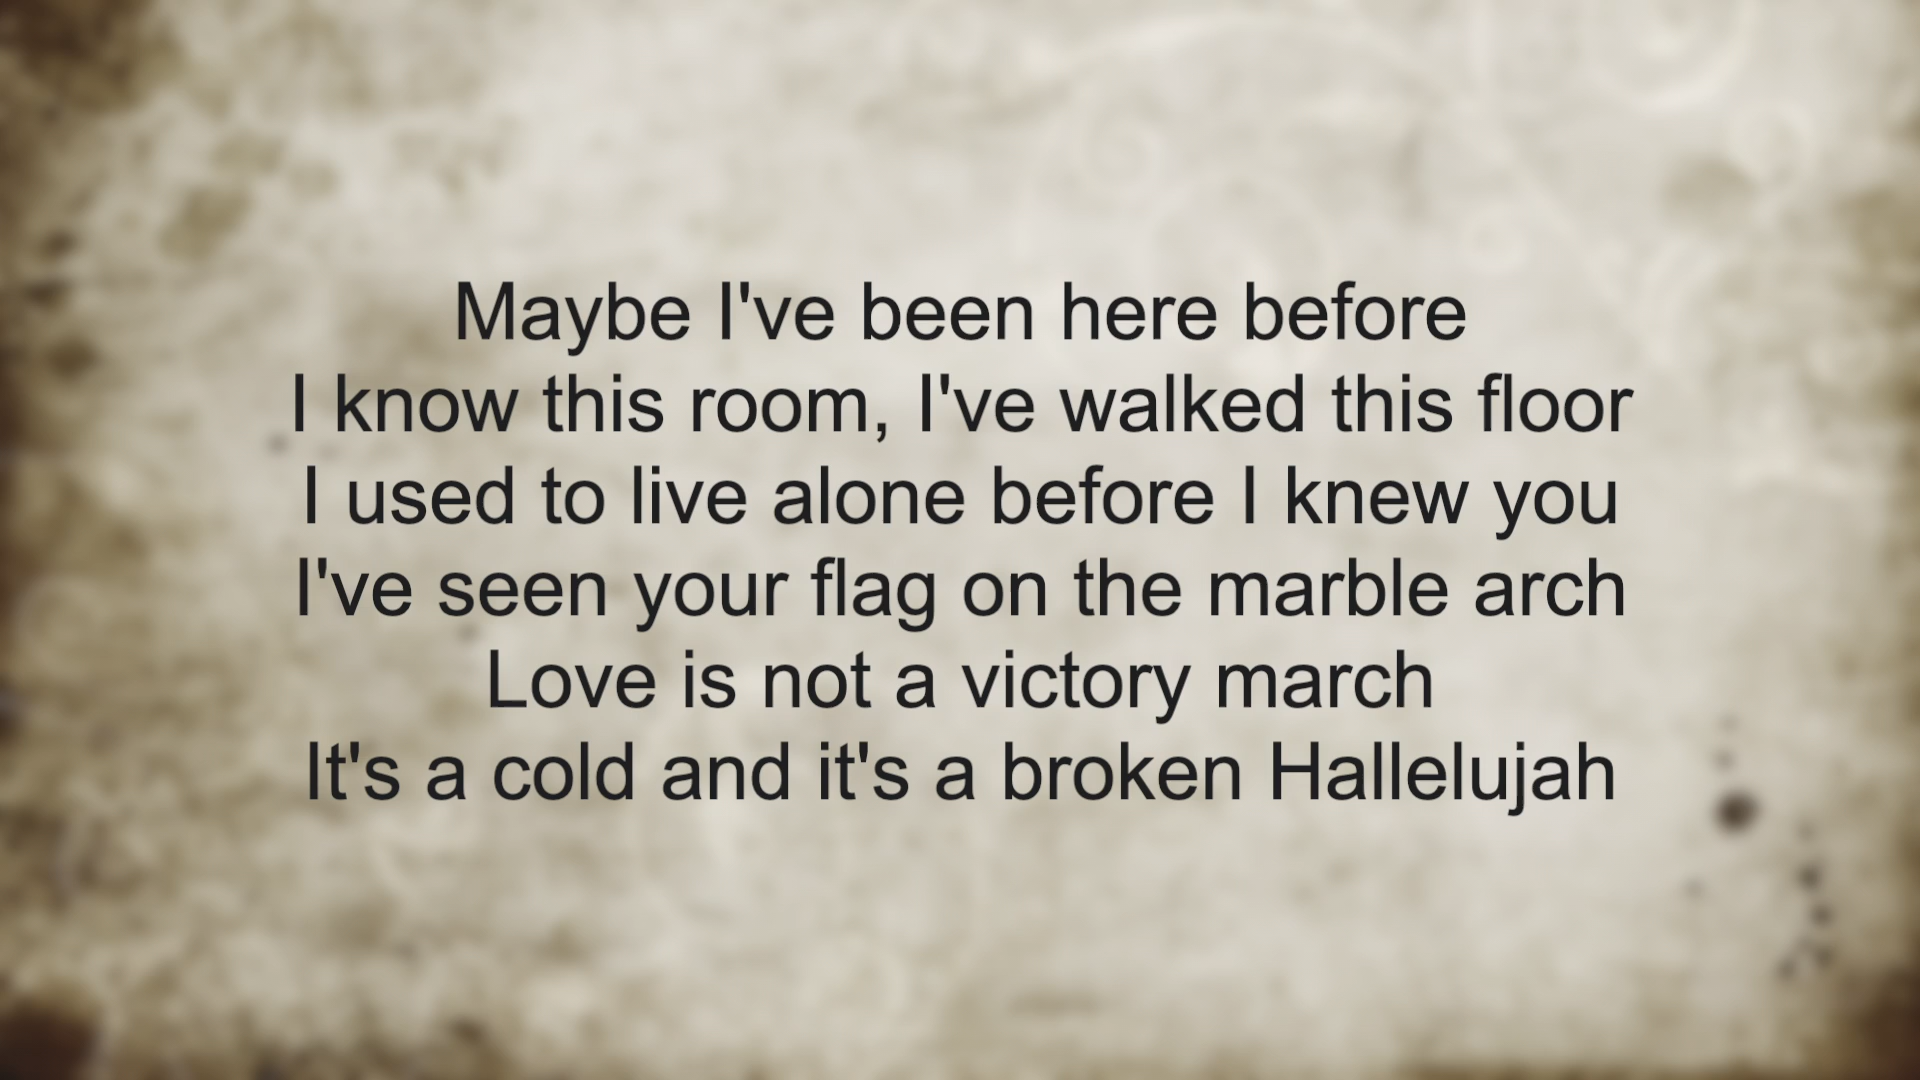 Maybe I've been here before
I know this room, I've walked this floor
I used to live alone before I knew you
I've seen your flag on the marble arch
Love is not a victory march
It's a cold and it's a broken Hallelujah